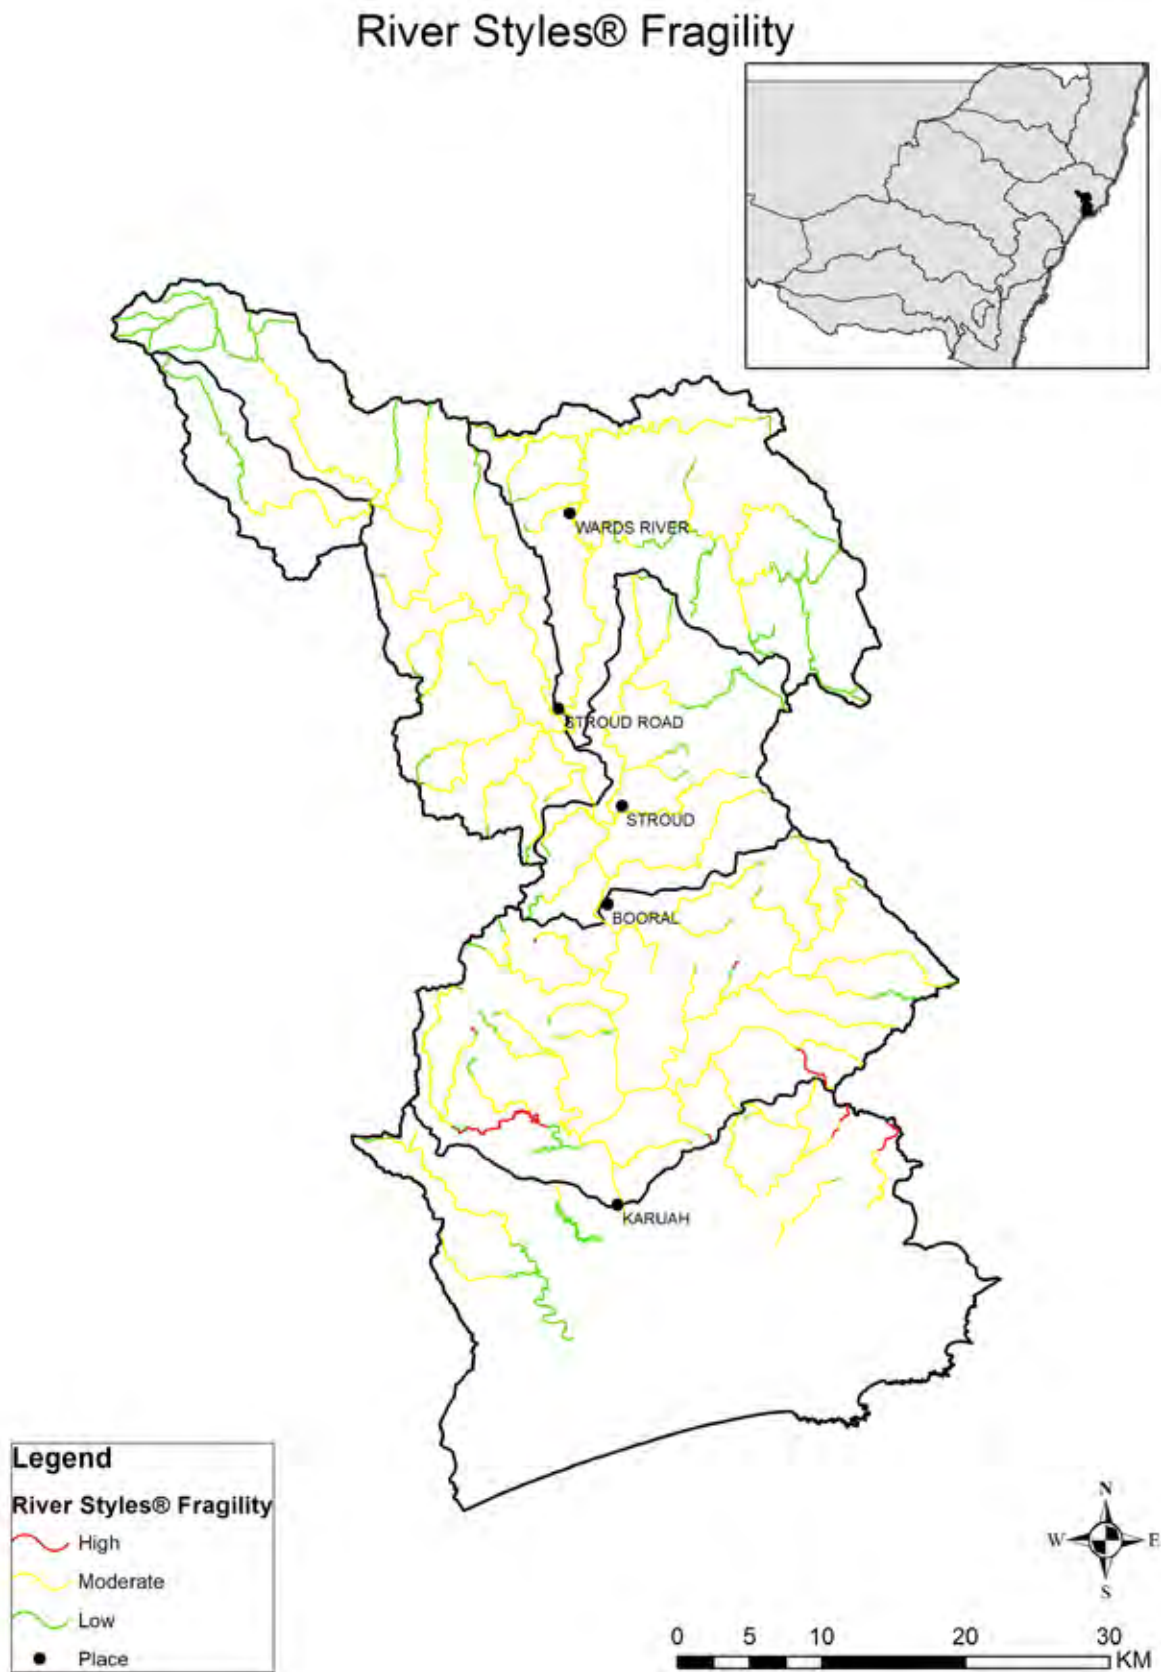 River Styles® Fragility
WARDS RIVER
STROUD ROAD
STROUD
BOORAL
KARUAH
Legend
River Styles® Fragility
High
Moderate
Low
Place
N
W E
S
0 5 10 20 30
KM